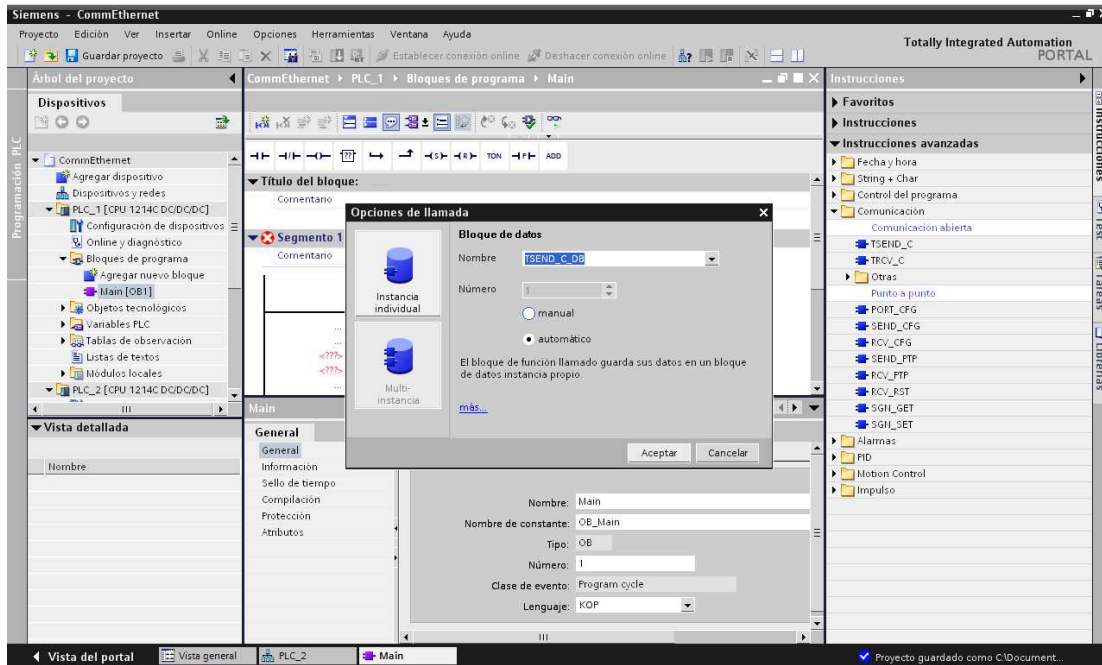 Siemens - CommEthernet
Proyecto Edición Ver Insertar Online Opciones Herramientas Ventana Ayuda
Guardar proyecto Establecer conexión online Deshacer conexión online
Totally Integrated Automation
PORTAL
Árbol del proyecto
CommEthernet PLC_1 Bloques de programa Main
Instrucciones
Dispositivos
Programación PLC
CommEthernet
Agregar dispositivo
Dispositivos y redes
PLC_1 [CPU 1214C DC/DC/DC]
Configuración de dispositivos
Online y diagnóstico
Bloques de programa
Agregar nuevo bloque
Main [OB1]
Objetos tecnológicos
Variables PLC
Tablas de observación
Listas de textos
Módulos locales
PLC_2 [CPU 1214C DC/DC/DC]
Vista detallada
Nombre
TON ADD
Título del bloque:
Comentario
Segmento 1
Comentario
...
<???>
<???>
...
Opciones de llamada
Instancia individual
Multi-instancia
Bloque de datos
Nombre TSEND_C_DB
Número 1
manual
automático
El bloque de función llamado guarda sus datos en un bloque
de datos instancia propio.
más...
Aceptar Cancelar
Main
General
General
Información
Sello de tiempo
Compilación
Protección
Atributos
Nombre: Main
Nombre de constante: OB_Main
Tipo: OB
Número: 1
Clase de evento: Program cycle
Lenguaje: KOP
Favoritos
Instrucciones
Instrucciones avanzadas
Fecha y hora
String + Char
Control del programa
Comunicación
Comunicación abierta
TSEND_C
TRCV_C
Otras
Punto a punto
PORT_CFG
SEND_CFG
RCV_CFG
SEND_PTP
RCV_PTP
RCV_RST
SGN_GET
SGN_SET
Alarmas
PID
Motion Control
Impulso
Instrucciones
Test
Tareas
Librerías
Vista del portal Vista general PLC_2 Main
Proyecto guardado como C:\Document...